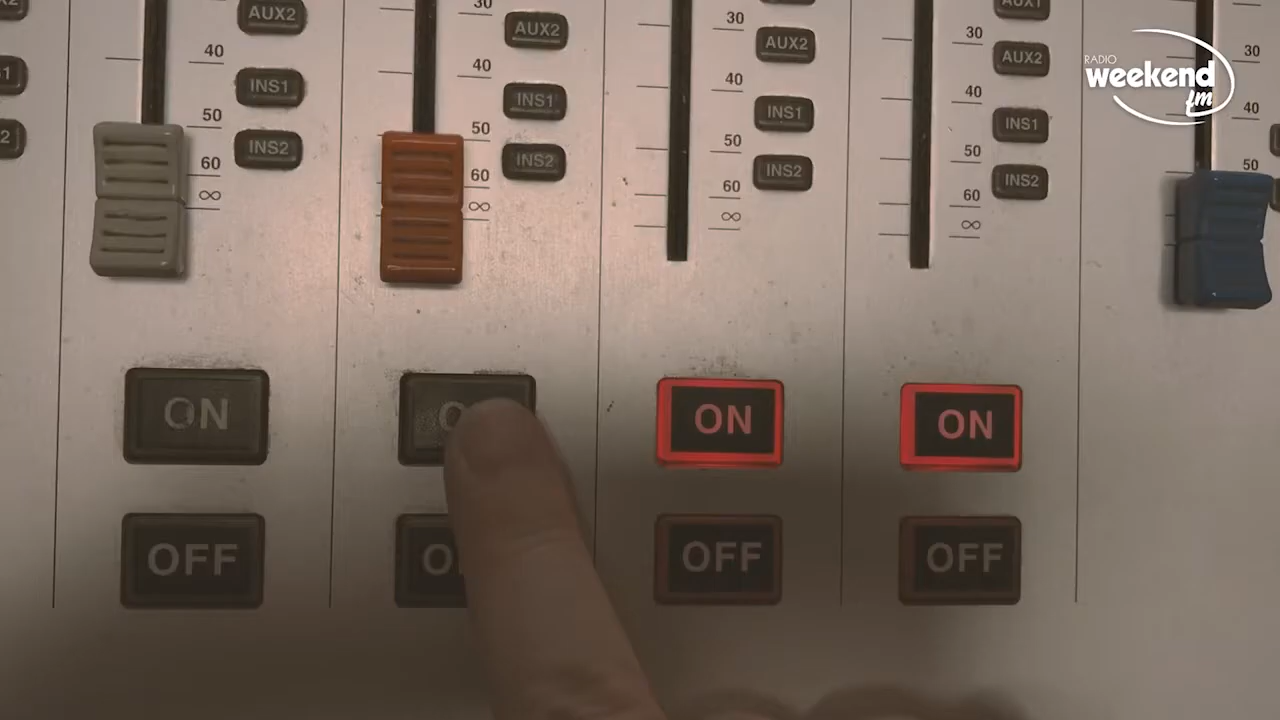 RADIO
weekend
fm
30
AUX2
40
INS1
50
INS2
60
∞
ON
OFF
30
AUX2
40
INS1
50
INS2
60
∞
30
AUX2
40
INS1
50
INS2
60
∞
ON
OFF
AUX1
30
AUX2
40
INS1
50
INS2
60
∞
ON
OFF
30
40
50